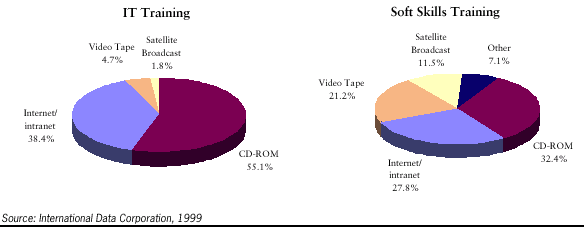 IT Training
Satellite
Broadcast
1.8%
Video Tape
4.7%
Internet/
intranet
38.4%
CD-ROM
55.1%
Soft Skills Training
Satellite
Broadcast
11.5%
Other
7.1%
Video Tape
21.2%
CD-ROM
32.4%
Internet/
intranet
27.8%
Source: International Data Corporation, 1999